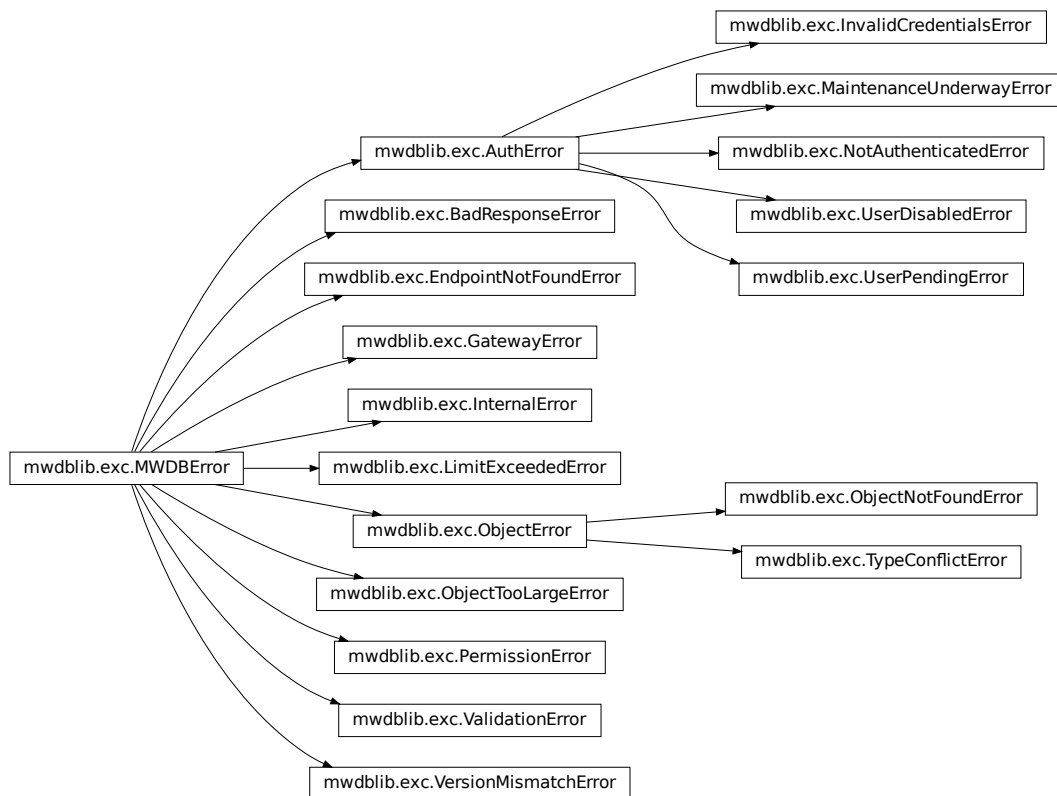 mwdblib.exc.InvalidCredentialsError
mwdblib.exc.MaintenanceUnderwayError
mwdblib.exc.AuthError
mwdblib.exc.NotAuthenticatedError
mwdblib.exc.BadResponseError
mwdblib.exc.UserDisabledError
mwdblib.exc.EndpointNotFoundError
mwdblib.exc.UserPendingError
mwdblib.exc.GatewayError
mwdblib.exc.InternalError
mwdblib.exc.MWDBError
mwdblib.exc.LimitExceededError
mwdblib.exc.ObjectNotFoundError
mwdblib.exc.ObjectError
mwdblib.exc.TypeConflictError
mwdblib.exc.ObjectTooLargeError
mwdblib.exc.PermissionError
mwdblib.exc.ValidationError
mwdblib.exc.VersionMismatchError